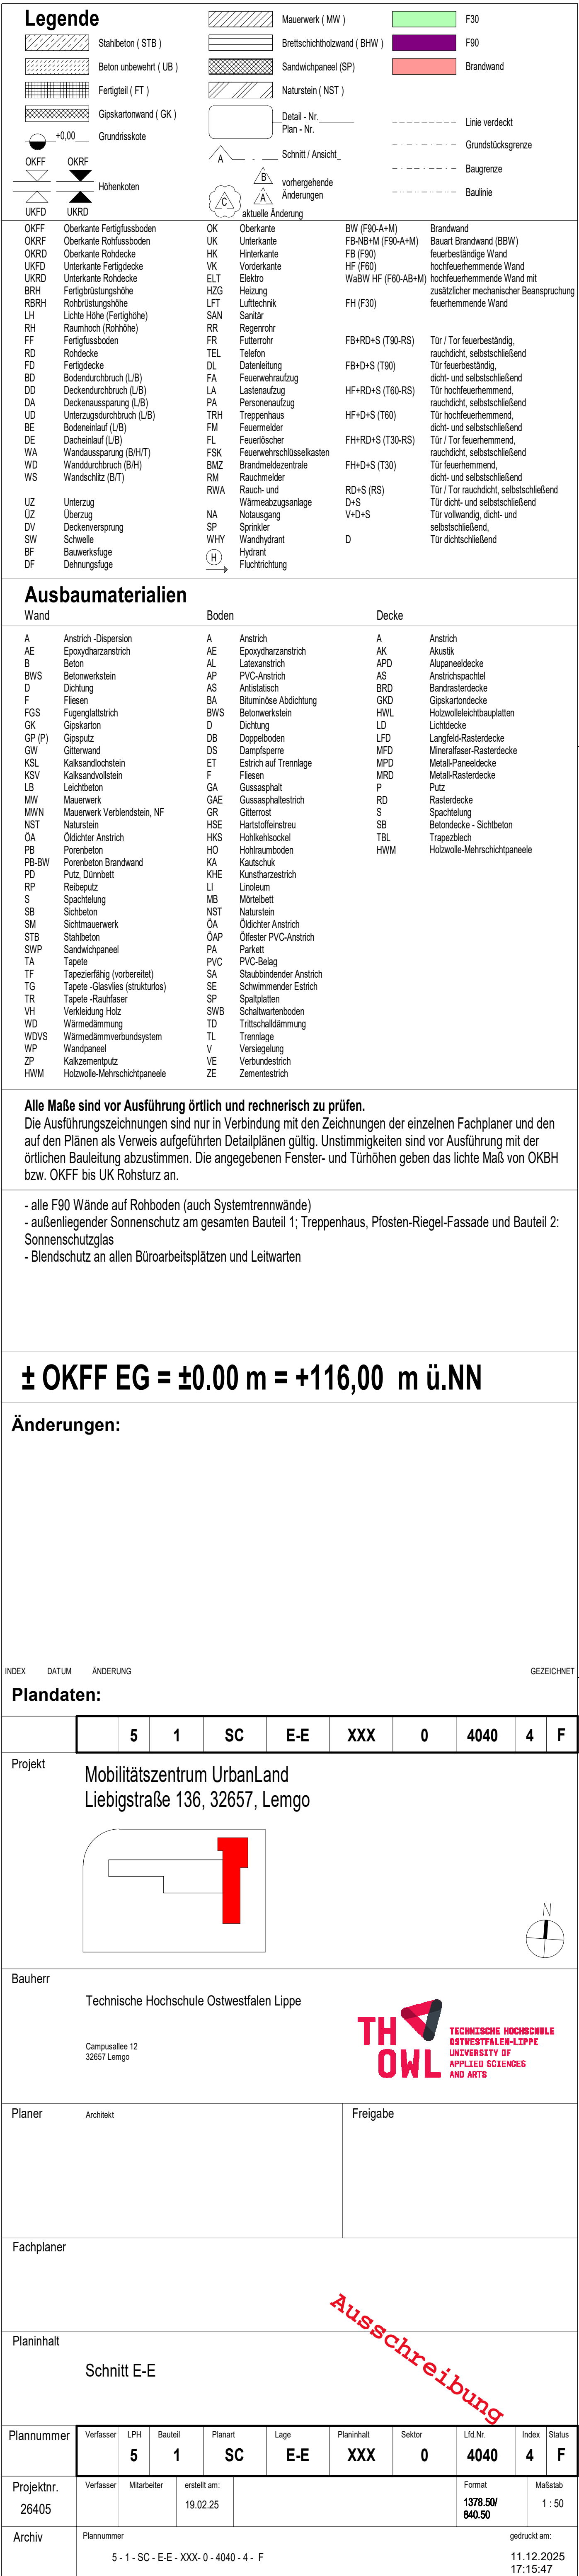 Legende
Stahlbeton ( STB )
Beton unbewehrt ( UB )
Fertigteil ( FT )
Gipskartonwand ( GK )
+0,00 Grundrisskote
OKFF OKRF
Höhenkoten
UKFD UKRD
Mauerwerk ( MW )
Brettschichtholzwand ( BHW )
Sandwichpaneel (SP)
Naturstein ( NST )
Detail - Nr.
Plan - Nr.
A Schnitt / Ansicht
B vorhergehende
A Änderungen
C aktuelle Änderung
F30
F90
Brandwand
Linie verdeckt
Grundstücksgrenze
Baugrenze
Baulinie
OKFF Oberkante Fertigfussboden
OKRF Oberkante Rohfussboden
OKRD Oberkante Rohdecke
UKFD Unterkante Fertigdecke
UKRD Unterkante Rohdecke
BRH Fertigbrüstungshöhe
RBRH Rohbrüstungshöhe
LH Lichte Höhe (Fertighöhe)
RH Raumhoch (Rohhöhe)
FF Fertigfussboden
RD Rohdecke
FD Fertigdecke
BD Bodendurchbruch (L/B)
DD Deckendurchbruch (L/B)
DA Deckenaussparung (L/B)
UD Unterzugsdurchbruch (L/B)
BE Bodeneinlauf (L/B)
DE Dacheinlauf (L/B)
WA Wandaussparung (B/H/T)
WD Wanddurchbruch (B/H)
WS Wandschlitz (B/T)
UZ Unterzug
ÜZ Überzug
DV Deckenversprung
SW Schwelle
BF Bauwerksfuge
DF Dehnungsfuge
OK Oberkante
UK Unterkante
HK Hinterkante
VK Vorderkante
ELT Elektro
HZG Heizung
LFT Lufttechnik
SAN Sanitär
RR Regenrohr
FR Futterrohr
TEL Telefon
DL Datenleitung
FA Feuerwehraufzug
LA Lastenaufzug
PA Personenaufzug
TRH Treppenhaus
FM Feuermelder
FL Feuerlöscher
FSK Feuerwehrschlüsselkasten
BMZ Brandmeldezentrale
RM Rauchmelder
RWA Rauch- und
Wärmeabzugsanlage
NA Notausgang
SP Sprinkler
WHY Wandhydrant
H Hydrant
Fluchtrichtung
BW (F90-A+M) Brandwand
FB-NB+M (F90-A+M) Bauart Brandwand (BBW)
FB (F90) feuerbeständige Wand
HF (F60) hochfeuerhemmende Wand
WaBW HF (F60-AB+M) hochfeuerhemmende Wand mit
zusätzlicher mechanischer Beanspruchung
FH (F30) feuerhemmende Wand
FB+RD+S (T90-RS) Tür / Tor feuerbeständig,
rauchdicht, selbstschließend
FB+D+S (T90) Tür feuerbeständig,
dicht- und selbstschließend
HF+RD+S (T60-RS) Tür hochfeuerhemmend,
rauchdicht, selbstschließend
HF+D+S (T60) Tür hochfeuerhemmend,
dicht- und selbstschließend
FH+RD+S (T30-RS) Tür / Tor feuerhemmend,
rauchdicht, selbstschließend
FH+D+S (T30) Tür feuerhemmend,
dicht- und selbstschließend
RD+S (RS) Tür / Tor rauchdicht, selbstschließend
D+S Tür dicht- und selbstschließend
V+D+S Tür vollwandig, dicht- und
selbstschließend,
D Tür dichtschließend
Ausbaumaterialien
Wand
A Anstrich -Dispersion
AE Epoxydharzanstrich
B Beton
BWS Betonwerkstein
D Dichtung
F Fliesen
FGS Fugenglattstrich
GK Gipskarton
GP (P) Gipsputz
GW Gitterwand
KSL Kalksandlochstein
KSV Kalksandvollstein
LB Leichtbeton
MW Mauerwerk
MWN Mauerwerk Verblendstein, NF
NST Naturstein
ÖA Öldichter Anstrich
PB Porenbeton
PB-BW Porenbeton Brandwand
PD Putz, Dünnbett
RP Reibeputz
S Spachtelung
SB Sichbeton
SM Sichtmauerwerk
STB Stahlbeton
SWP Sandwichpaneel
TA Tapete
TF Tapezierfähig (vorbereitet)
TG Tapete -Glasvlies (strukturlos)
TR Tapete -Rauhfaser
VH Verkleidung Holz
WD Wärmedämmung
WDVS Wärmedämmverbundsystem
WP Wandpaneel
ZP Kalkzementputz
HWM Holzwolle-Mehrschichtpaneele
Boden
A Anstrich
AE Epoxydharzanstrich
AL Latexanstrich
AP PVC-Anstrich
AS Antistatisch
BA Bituminöse Abdichtung
BWS Betonwerkstein
D Dichtung
DB Doppelboden
DS Dampfsperre
ET Estrich auf Trennlage
F Fliesen
GA Gussasphalt
GAE Gussasphaltestrich
GR Gitterrost
HSE Hartstoffeinstreu
HKS Hohlkehlsockel
HO Hohlraumboden
KA Kautschuk
KHE Kunstharzestrich
LI Linoleum
MB Mörtelbett
NST Naturstein
ÖA Öldichter Anstrich
ÖAP Ölfester PVC-Anstrich
PA Parkett
PVC PVC-Belag
SA Staubbindender Anstrich
SE Schwimmender Estrich
SP Spaltplatten
SWB Schaltwartenboden
TD Trittschalldämmung
TL Trennlage
V Versiegelung
VE Verbundestrich
ZE Zementestrich
Decke
A Anstrich
AK Akustik
APD Alupaneeldecke
AS Anstrichspachtel
BRD Bandrasterdecke
GKD Gipskartondecke
HWL Holzwolleleichtbauplatten
LD Lichtdecke
LFD Langfeld-Rasterdecke
MFD Mineralfaser-Rasterdecke
MPD Metall-Paneeldecke
MRD Metall-Rasterdecke
P Putz
RD Rasterdecke
S Spachtelung
SB Betondecke - Sichtbeton
TBL Trapezblech
HWM Holzwolle-Mehrschichtpaneele
Alle Maße sind vor Ausführung örtlich und rechnerisch zu prüfen.
Die Ausführungszeichnungen sind nur in Verbindung mit den Zeichnungen der einzelnen Fachplaner und den
auf den Plänen als Verweis aufgeführten Detailplänen gültig. Unstimmigkeiten sind vor Ausführung mit der
örtlichen Bauleitung abzustimmen. Die angegebenen Fenster- und Türhöhen geben das lichte Maß von OKBH
bzw. OKFF bis UK Rohsturz an.
- alle F90 Wände auf Rohboden (auch Systemtrennwände)
- außenliegender Sonnenschutz am gesamten Bauteil 1; Treppenhaus, Pfosten-Riegel-Fassade und Bauteil 2:
Sonnenschutzglas
- Blendschutz an allen Büroarbeitsplätzen und Leitwarten
± OKFF EG = ±0.00 m = +116,00 m ü.NN
Änderungen:
INDEX DATUM ÄNDERUNG GEZEICHNET
Plandaten:
5 1 SC E-E XXX 0 4040 4 F
Projekt
Mobilitätszentrum UrbanLand
Liebigstraße 136, 32657, Lemgo
N
Bauherr
Technische Hochschule Ostwestfalen Lippe
Campusallee 12
32657 Lemgo
TH
OWL
TECHNISCHE HOCHSCHULE
OSTWESTFALEN-LIPPE
UNIVERSITY OF
APPLIED SCIENCES
AND ARTS
Planer Architekt Freigabe
Fachplaner
Ausschreibung
Planinhalt
Schnitt E-E
Plannummer Verfasser LPH Bauteil Planart Lage Planinhalt Sektor Lfd.Nr. Index Status
5 1 SC E-E XXX 0 4040 4 F
Projektnr. Verfasser Mitarbeiter erstellt am: Format Maßstab
26405 19.02.25 1378.50/ 1 : 50
840.50
Archiv Plannummer gedruckt am:
5 - 1 - SC - E-E - XXX- 0 - 4040 - 4 - F 11.12.2025
17:15:47